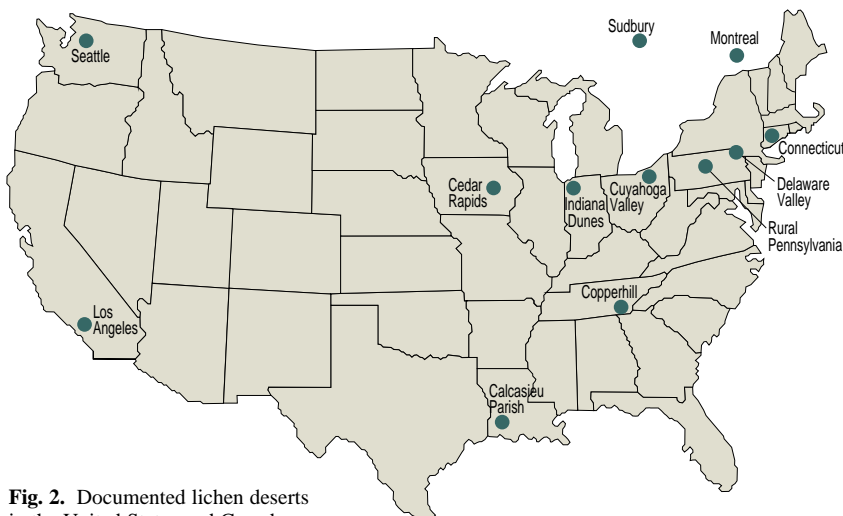 Sudbury
Montreal
Seattle
Connecticut
Cedar
Rapids
Indiana
Dunes
Cuyahoga
Valley
Delaware
Valley
Rural
Pennsylvania
Copperhill
Los
Angeles
Calcasieu
Parish
Fig. 2. Documented lichen deserts